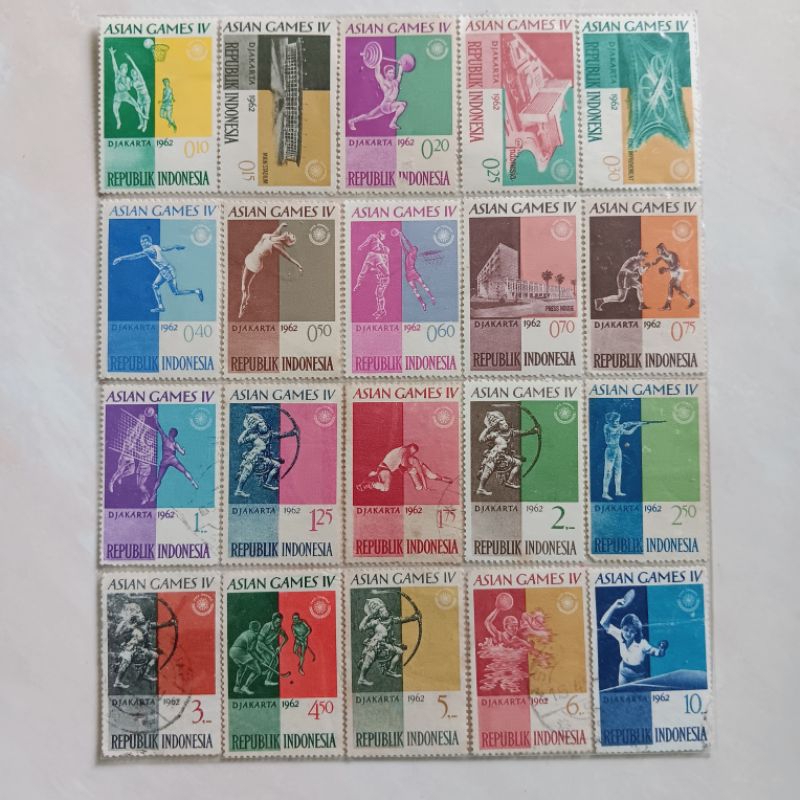 ASIAN GAMES IV
DJAKARTA 1962
0.10
REPUBLIK INDONESIA
ASIAN GAMES IV
DJAKARTA 1962
0.15
REPUBLIK INDONESIA
ASIAN GAMES IV
DJAKARTA 1962
0.20
REPUBLIK INDONESIA
ASIAN GAMES IV
DJAKARTA 1962
Indonesia
0.25
REPUBLIK INDONESIA
ASIAN GAMES IV
DJAKARTA 1962
0.30
REPUBLIK INDONESIA
ASIAN GAMES IV
DJAKARTA 1962
0.40
REPUBLIK INDONESIA
ASIAN GAMES IV
DJAKARTA 1962
0.50
REPUBLIK INDONESIA
ASIAN GAMES IV
DJAKARTA 1962
0.60
REPUBLIK INDONESIA
ASIAN GAMES IV
PRESS HOUSE
DJAKARTA 1962
0.70
REPUBLIK INDONESIA
ASIAN GAMES IV
DJAKARTA 1962
0.75
REPUBLIK INDONESIA
ASIAN GAMES IV
DJAKARTA 1962
1.-
REPUBLIK INDONESIA
ASIAN GAMES IV
DJAKARTA 1962
1.25
REPUBLIK INDONESIA
ASIAN GAMES IV
DJAKARTA 1962
1.75
REPUBLIK INDONESIA
ASIAN GAMES IV
DJAKARTA 1962
2.-
REPUBLIK INDONESIA
ASIAN GAMES IV
DJAKARTA 1962
2.50
REPUBLIK INDONESIA
ASIAN GAMES IV
DJAKARTA 1962
3.-
REPUBLIK INDONESIA
ASIAN GAMES IV
DJAKARTA 1962
4.50
REPUBLIK INDONESIA
ASIAN GAMES IV
DJAKARTA 1962
5.-
REPUBLIK INDONESIA
ASIAN GAMES IV
DJAKARTA 1962
6.-
REPUBLIK INDONESIA
ASIAN GAMES IV
DJAKARTA 1962
10.-
REPUBLIK INDONESIA